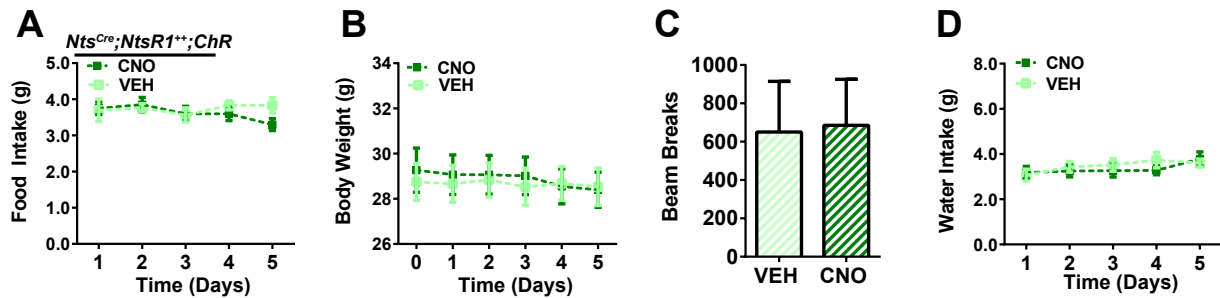 A
Nts^Cre;NtsR1^++;ChR
CNO
VEH
Food Intake (g)
5.0
4.0
3.0
2.0
1.0
0.0
1 2 3 4 5
Time (Days)
B
CNO
VEH
Body Weight (g)
34
32
30
28
26
0 1 2 3 4 5
Time (Days)
C
Beam Breaks
1000
800
600
400
200
0
VEH CNO
D
CNO
VEH
Water Intake (g)
8.0
6.0
4.0
2.0
0.0
1 2 3 4 5
Time (Days)